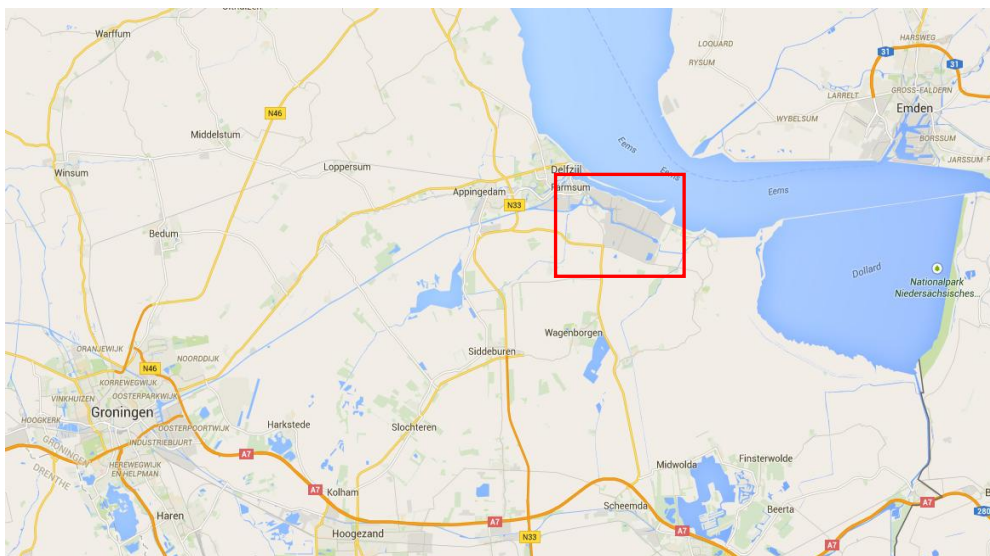 Warffum
HARSWEG
LOQUARD
31
RYSUM
31
LARRELT
GROSS-EALDERN
Emden
N46
WYBELSUM
Middelstum
BORSSUM
Eems
JARSSUM
Loppersum
Delfzijl
Eems
Winsum
Farmsum
Appingedam
Eems
N33
Bedum
Dollard
Nationalpark
Niedersächsisches...
Wagenborgen
ORANJEWIJK
Siddeburen
NOORDDIJK
N46
KORREWEGWIJK
OOSTERPARKWIJK
VINKHUIZEN
Groningen
HOOGKERK
Harkstede
OOSTERPOORTWIJK
Slochteren
GRONINGEN
INDUSTRIEBUURT
A7
Finsterwolde
HEREWEGWIJK
EN HELPMAN
Midwolda
DRENTHE
A7
Kolham
A7
Scheemda
Beerta
280
Haren
A7
A7
Hoogezand
N33